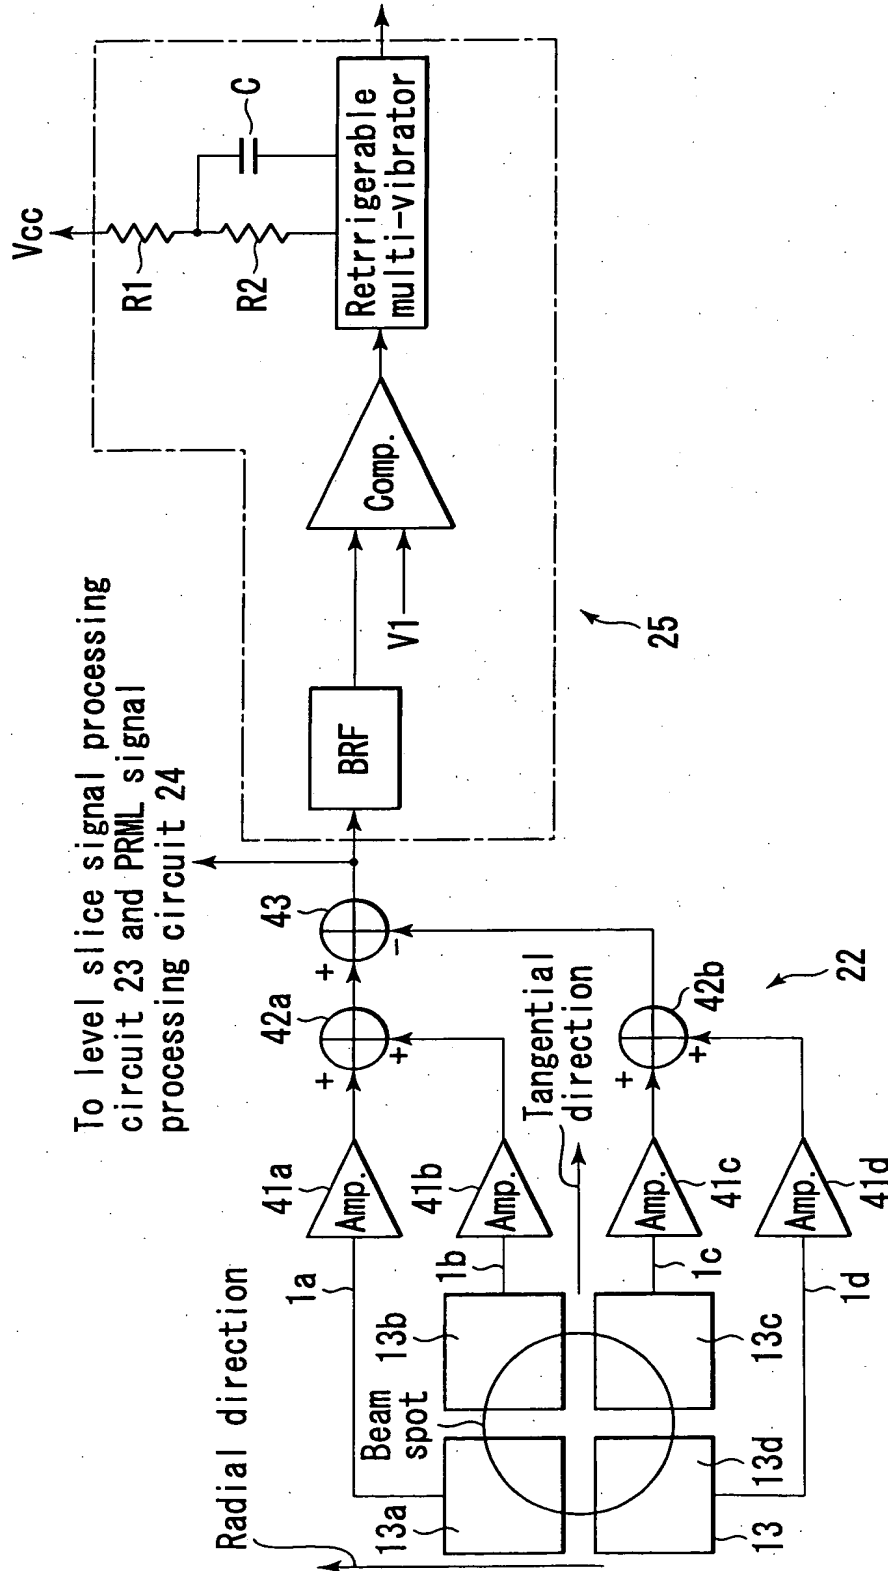 To level slice signal processing
circuit 23 and PRML signal
processing circuit 24
Vcc
R1
R2
C
Retrrigerable
multi-vibrator
Comp.
V1
BRF
25
43
+
-
42a
+
+
42b
+
+
22
41a
Amp.
41b
Amp.
41c
Amp.
41d
Amp.
1a
1b
1c
1d
Tangential
direction
Radial direction
Beam
spot
13a
13b
13c
13d
13